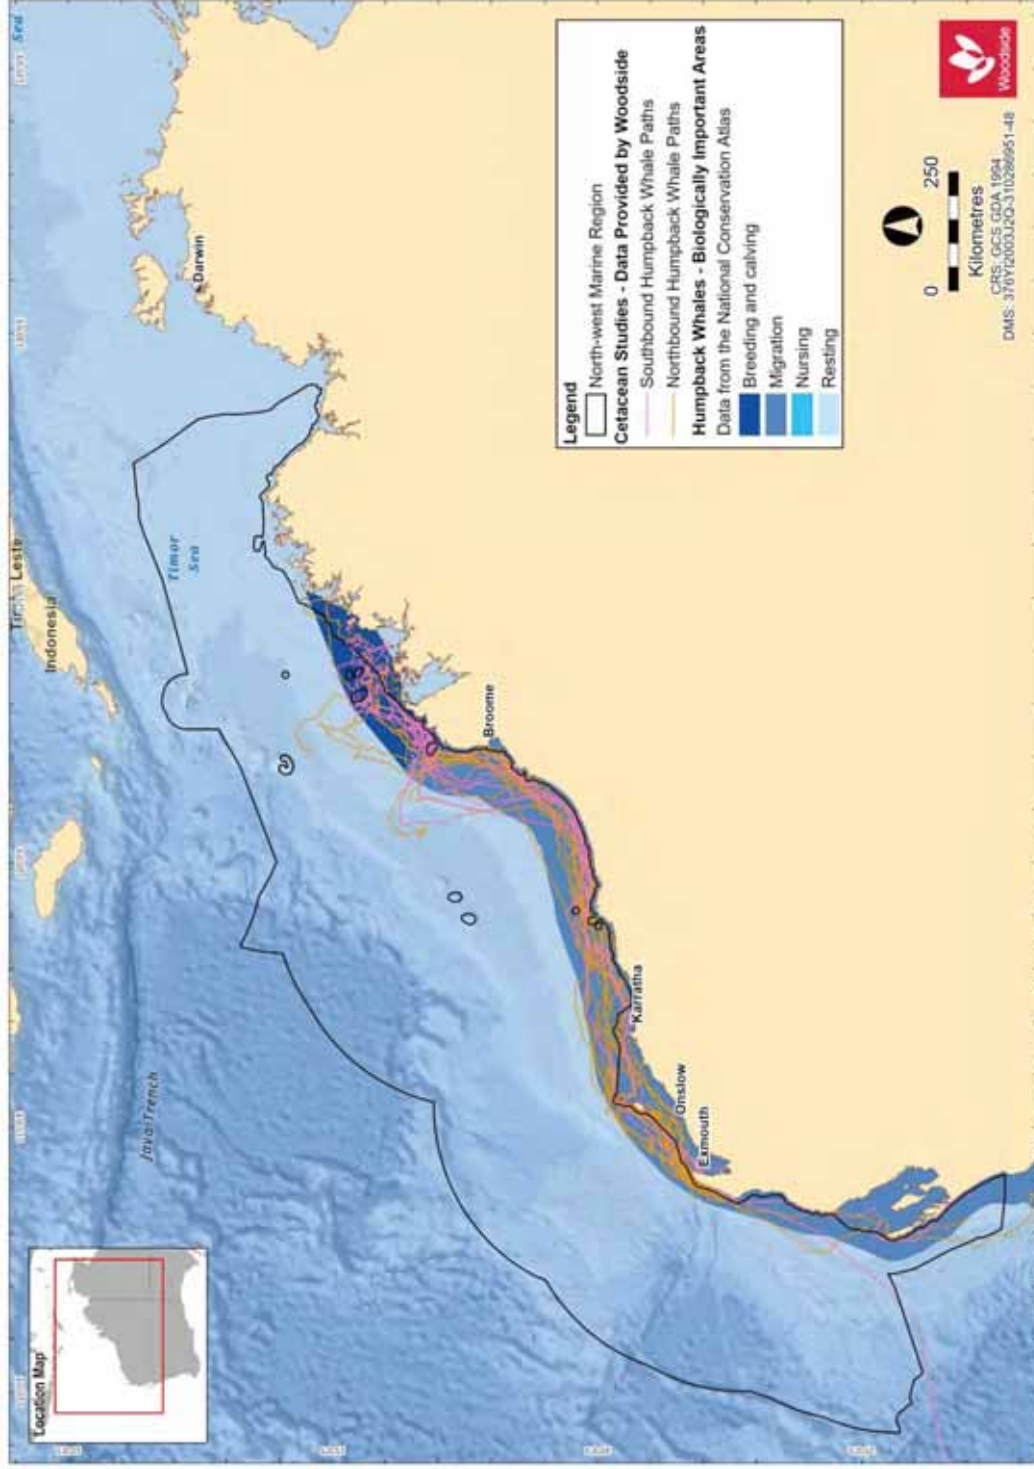 Location Map
Java Trench
Indonesia
Timor
Sea
Sea
Darwin
Broome
Karratha
Onslow
Exmouth
Legend
North-west Marine Region
Cetacean Studies - Data Provided by Woodside
Southbound Humpback Whale Paths
Northbound Humpback Whale Paths
Humpback Whales - Biologically Important Areas
Data from the National Conservation Atlas
Breeding and calving
Migration
Nursing
Resting
0 250
Kilometres
CRS: GCS GDA 1994
Woodside